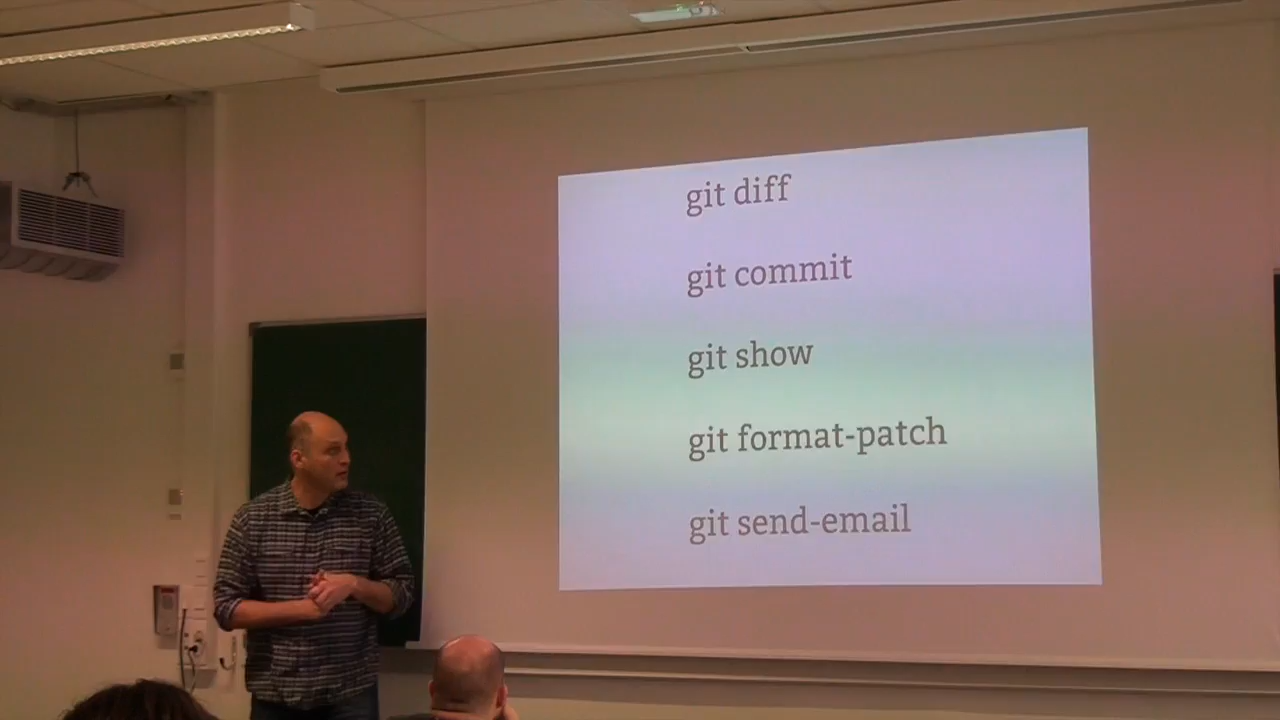 git diff
git commit
git show
git format-patch
git send-email